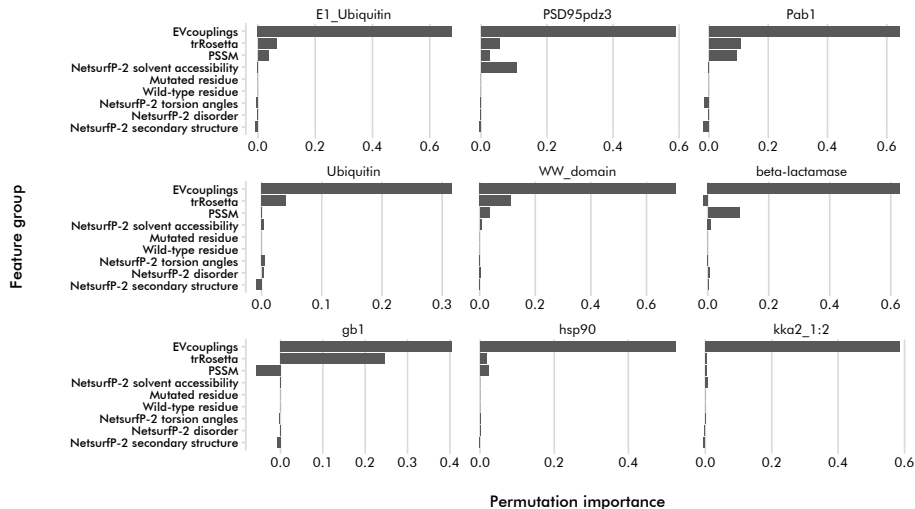 E1_Ubiquitin PSD95pdz3 Pab1
EVcouplings
trRosetta
PSSM
NetsurfP-2 solvent accessibility
Mutated residue
Wild-type residue
NetsurfP-2 torsion angles
NetsurfP-2 disorder
NetsurfP-2 secondary structure
0.0 0.2 0.4 0.6 0.0 0.2 0.4 0.6 0.0 0.2 0.4 0.6
Ubiquitin WW_domain beta-lactamase
EVcouplings
trRosetta
PSSM
NetsurfP-2 solvent accessibility
Mutated residue
Wild-type residue
NetsurfP-2 torsion angles
NetsurfP-2 disorder
NetsurfP-2 secondary structure
0.0 0.1 0.2 0.3 0.0 0.2 0.4 0.6 0.0 0.2 0.4 0.6
Feature group
gb1 hsp90 kka2_1:2
EVcouplings
trRosetta
PSSM
NetsurfP-2 solvent accessibility
Mutated residue
Wild-type residue
NetsurfP-2 torsion angles
NetsurfP-2 disorder
NetsurfP-2 secondary structure
0.0 0.1 0.2 0.3 0.4 0.0 0.2 0.4 0.0 0.2 0.4 0.6
Permutation importance